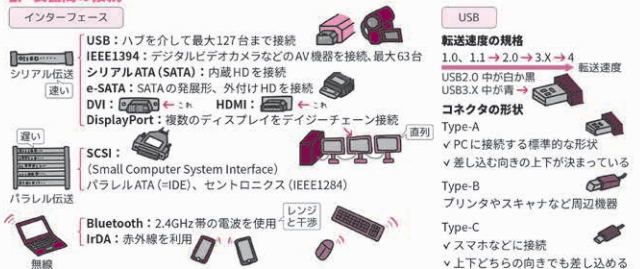 インターフェース
USB：ハブを介して最大127台まで接続
IEEE1394：デジタルビデオカメラなどのAV機器を接続、最大63台
シリアルATA（SATA）：内蔵HDを接続
e-SATA：SATAの発展形、外付けHDを接続
DVI： ← これ HDMI： ← これ
DisplayPort：複数のディスプレイをデイジーチェーン接続
シリアル伝送
速い
直列
遅い
SCSI：
（Small Computer System Interface）
パラレルATA（=IDE）、セントロニクス（IEEE1284）
パラレル伝送
Bluetooth：2.4GHz帯の電波を使用
レンジ
と干渉
IrDA：赤外線を利用
無線
USB
転送速度の規格
1.0、1.1→2.0→3.X→4
転送速度
USB2.0 中が白か黒
USB3.X 中が青→
コネクタの形状
Type-A
✓ PCに接続する標準的な形状
✓ 差し込む向きの上下が決まっている
Type-B
プリンタやスキャナなど周辺機器
Type-C
✓ スマホなどに接続
✓ 上下どちらの向きでも差し込める